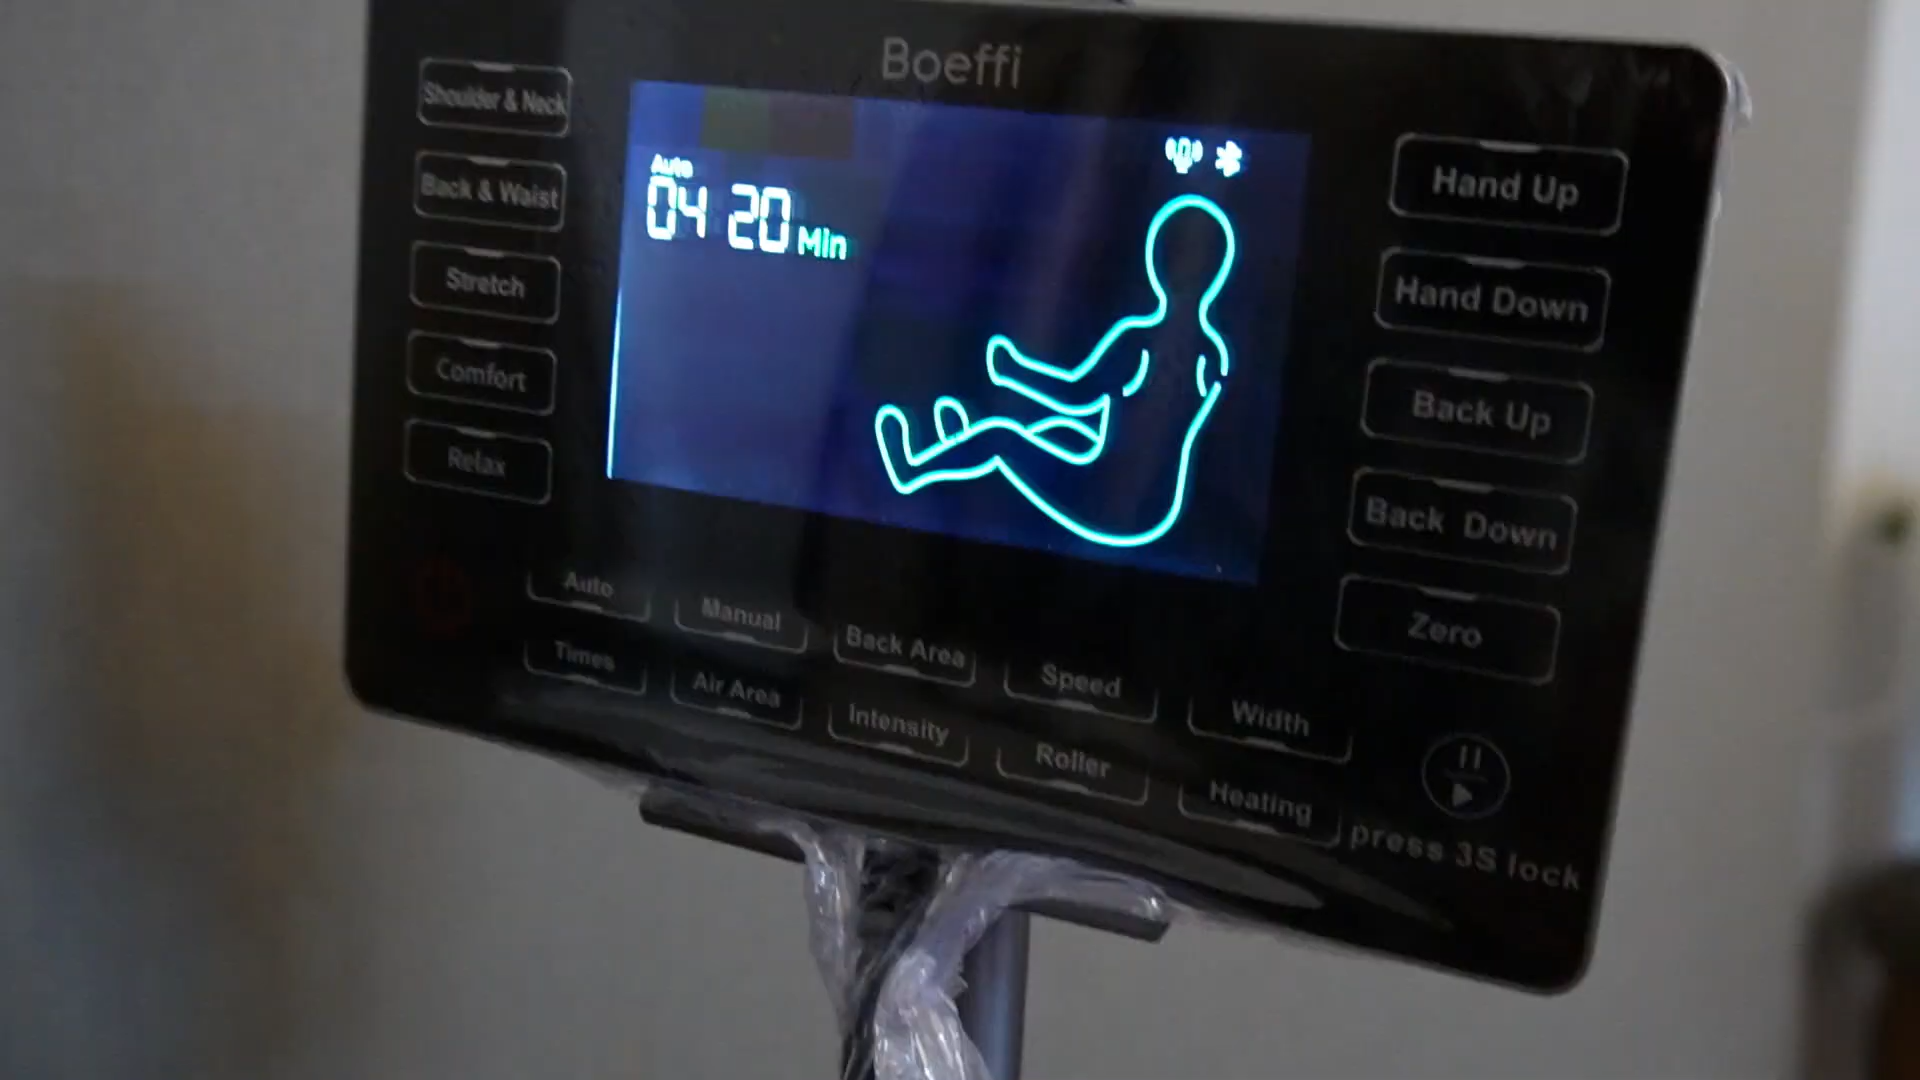 Boeffi
Shoulder & Neck
Back & Waist
Stretch
Comfort
Relax
Auto
04 20 Min
Hand Up
Hand Down
Back Up
Back Down
Zero
Auto
Manual
Back Area
Speed
Width
Times
Air Area
Intensity
Roller
Heating
press 3S lock